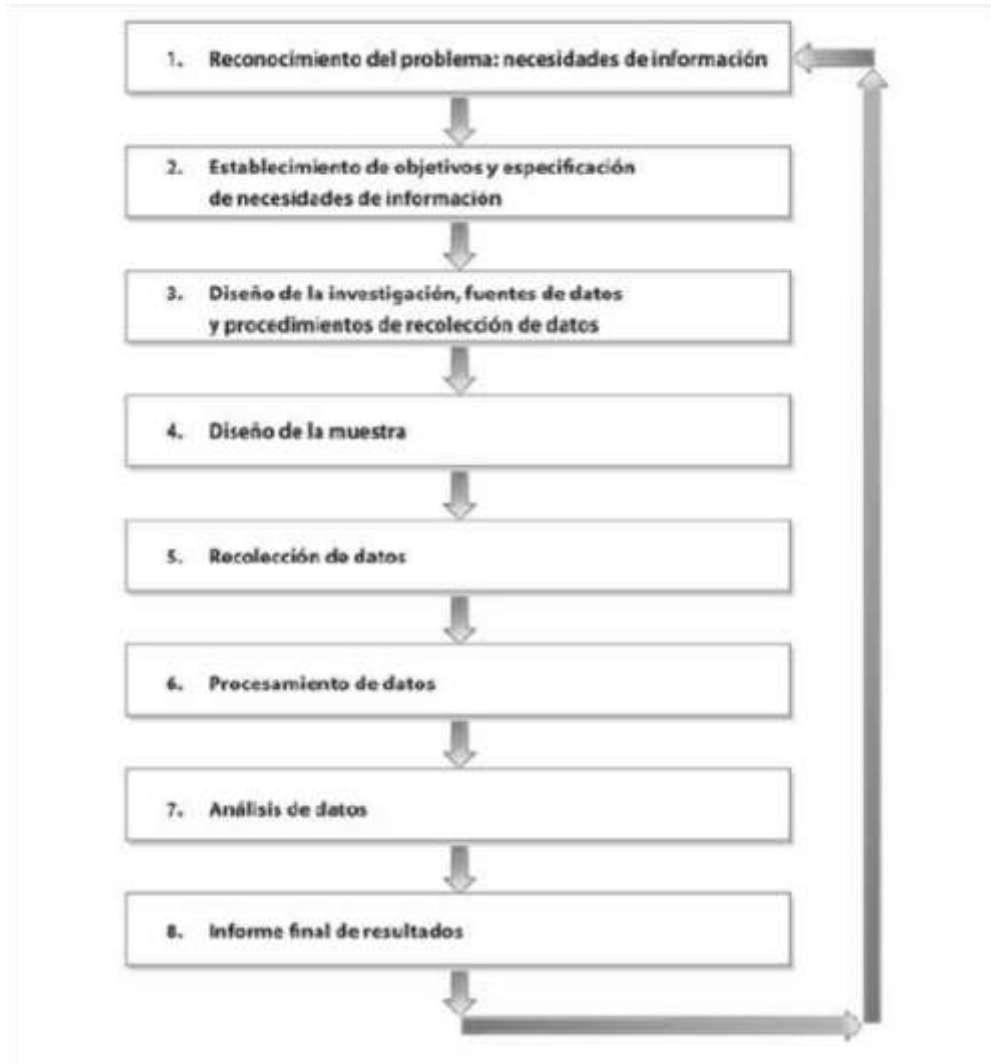 1. Reconocimiento del problema: necesidades de información
2. Establecimiento de objetivos y especificación
de necesidades de información
3. Diseño de la investigación, fuentes de datos
y procedimientos de recolección de datos
4. Diseño de la muestra
5. Recolección de datos
6. Procesamiento de datos
7. Análisis de datos
8. Informe final de resultados